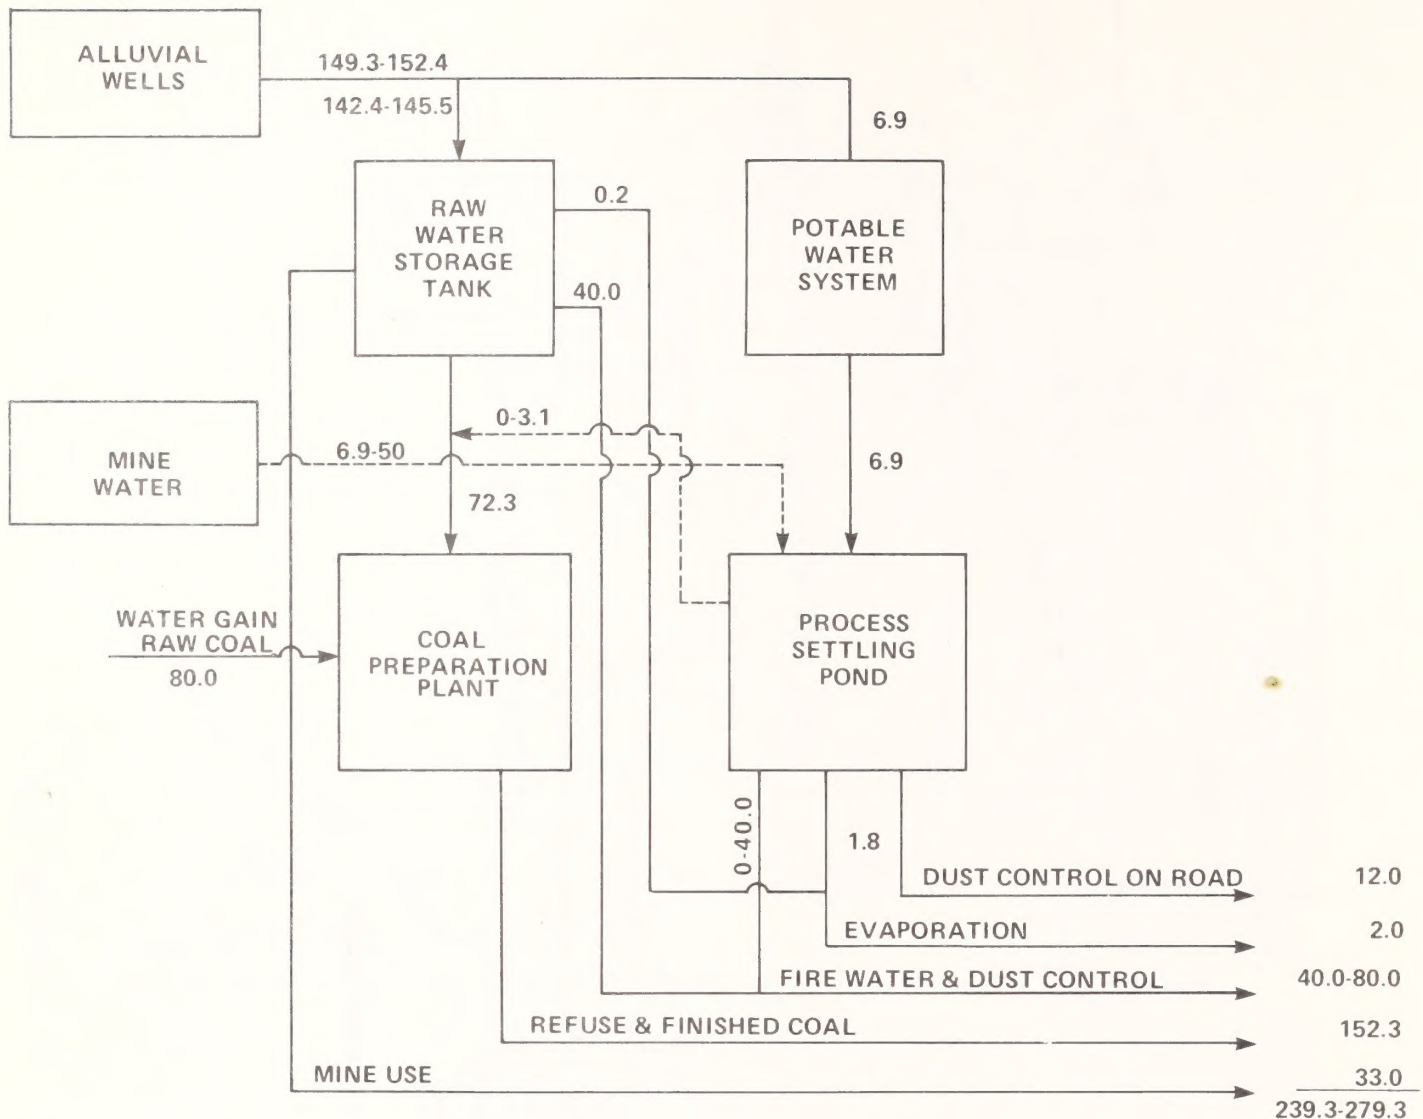 ALLUVIAL
WELLS
149.3-152.4
142.4-145.5
6.9
RAW
WATER
STORAGE
TANK
0.2
40.0
POTABLE
WATER
SYSTEM
MINE
WATER
6.9-50
0-3.1
72.3
6.9
WATER GAIN
RAW COAL
80.0
COAL
PREPARATION
PLANT
PROCESS
SETTLING
POND
0-40.0
1.8
DUST CONTROL ON ROAD 12.0
EVAPORATION 2.0
FIRE WATER & DUST CONTROL 40.0-80.0
REFUSE & FINISHED COAL 152.3
MINE USE 33.0
239.3-279.3